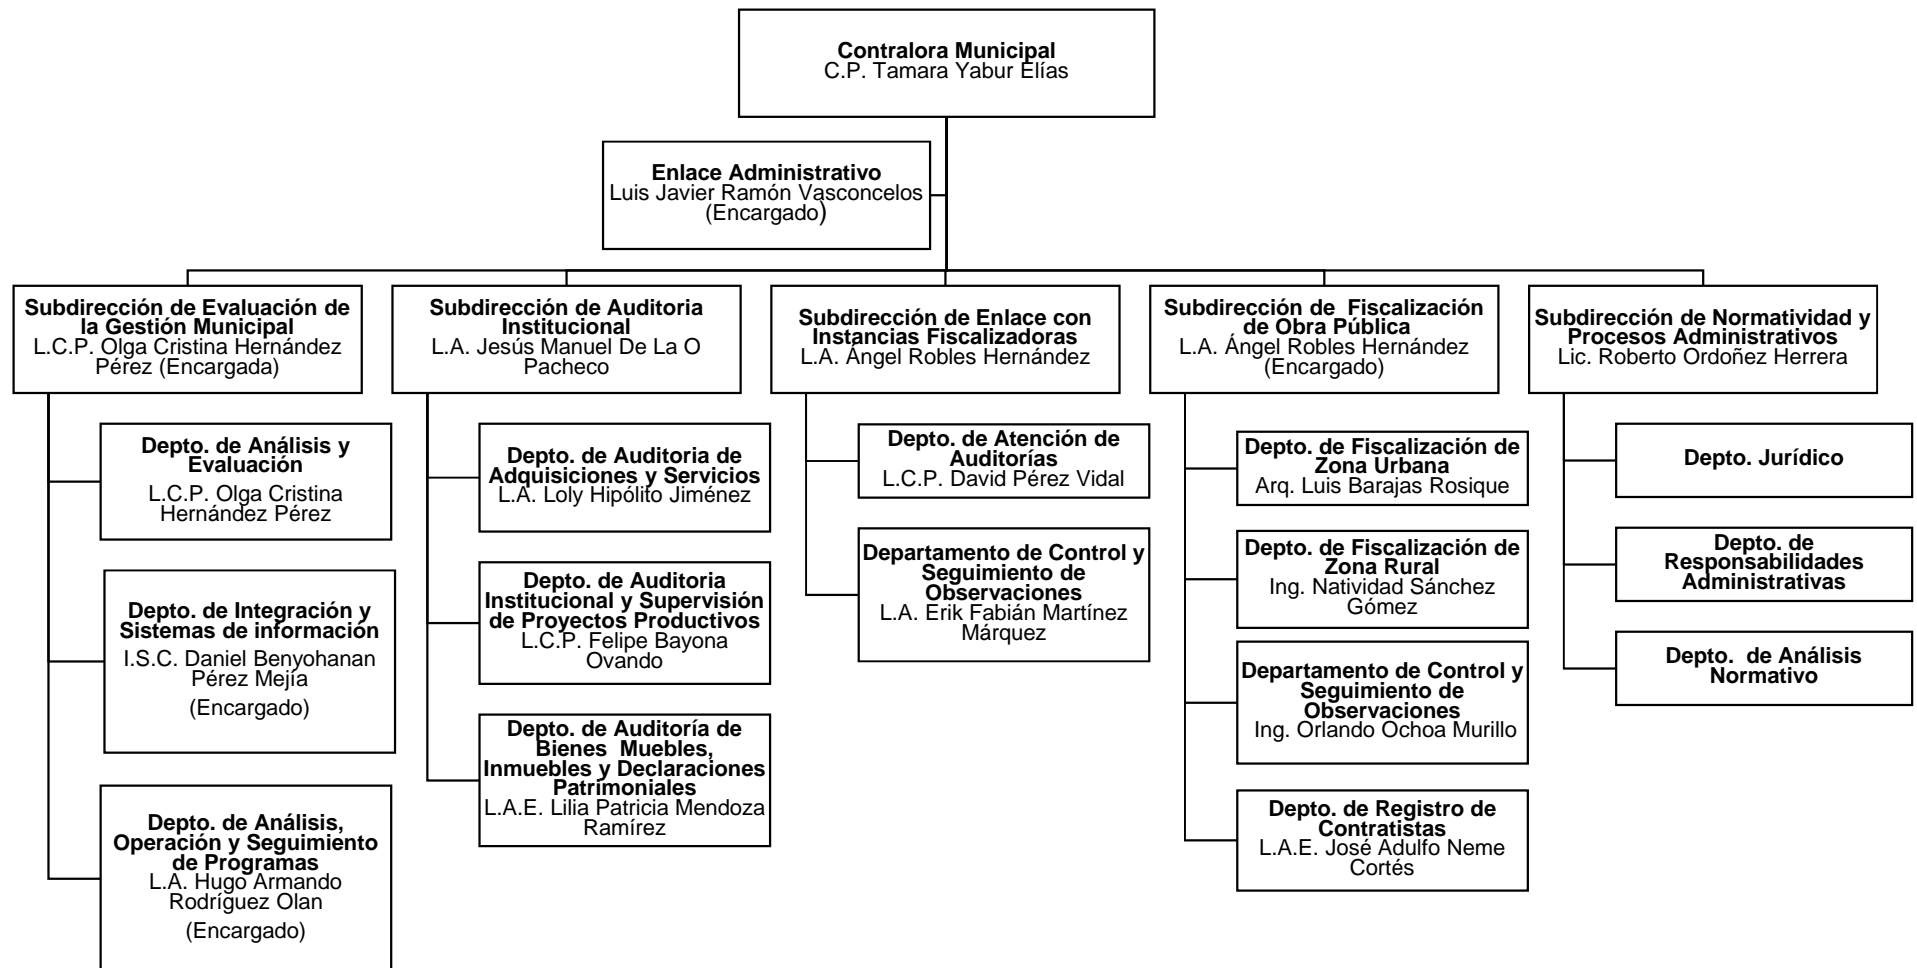 Contralora Municipal
C.P. Tamara Yabur Elías
Enlace Administrativo
Luis Javier Ramón Vasconcelos
(Encargado)
Subdirección de Evaluación de
la Gestión Municipal
L.C.P. Olga Cristina Hernández
Pérez (Encargada)
Subdirección de Auditoria
Institucional
L.A. Jesús Manuel De La O
Pacheco
Subdirección de Enlace con
Instancias Fiscalizadoras
L.A. Ángel Robles Hernández
Subdirección de  Fiscalización
de Obra Pública
L.A. Ángel Robles Hernández
(Encargado)
Subdirección de Normatividad y
Procesos Administrativos
Lic. Roberto Ordoñez Herrera
Depto. de Análisis y
Evaluación
L.C.P. Olga Cristina
Hernández Pérez
Depto. de Integración y
Sistemas de información
I.S.C. Daniel Benyohanan
Pérez Mejía
(Encargado)
Depto. de Análisis,
Operación y Seguimiento
de Programas
L.A. Hugo Armando
Rodríguez Olan
(Encargado)
Depto. de Auditoria de
Adquisiciones y Servicios
L.A. Loly Hipólito Jiménez
Depto. de Auditoria
Institucional y Supervisión
de Proyectos Productivos
L.C.P. Felipe Bayona
Ovando
Depto. de Auditoría de
Bienes  Muebles,
Inmuebles y Declaraciones
Patrimoniales
L.A.E. Lilia Patricia Mendoza
Ramírez
Depto. de Atención de
Auditorías
L.C.P. David Pérez Vidal
Departamento de Control y
Seguimiento de
Observaciones
L.A. Erik Fabián Martínez
Márquez
Depto. de Fiscalización de
Zona Urbana
Arq. Luis Barajas Rosique
Depto. de Fiscalización de
Zona Rural
Ing. Natividad Sánchez
Gómez
Departamento de Control y
Seguimiento de
Observaciones
Ing. Orlando Ochoa Murillo
Depto. de Registro de
Contratistas
L.A.E. José Adulfo Neme
Cortés
Depto. Jurídico
Depto. de
Responsabilidades
Administrativas
Depto.  de Análisis
Normativo